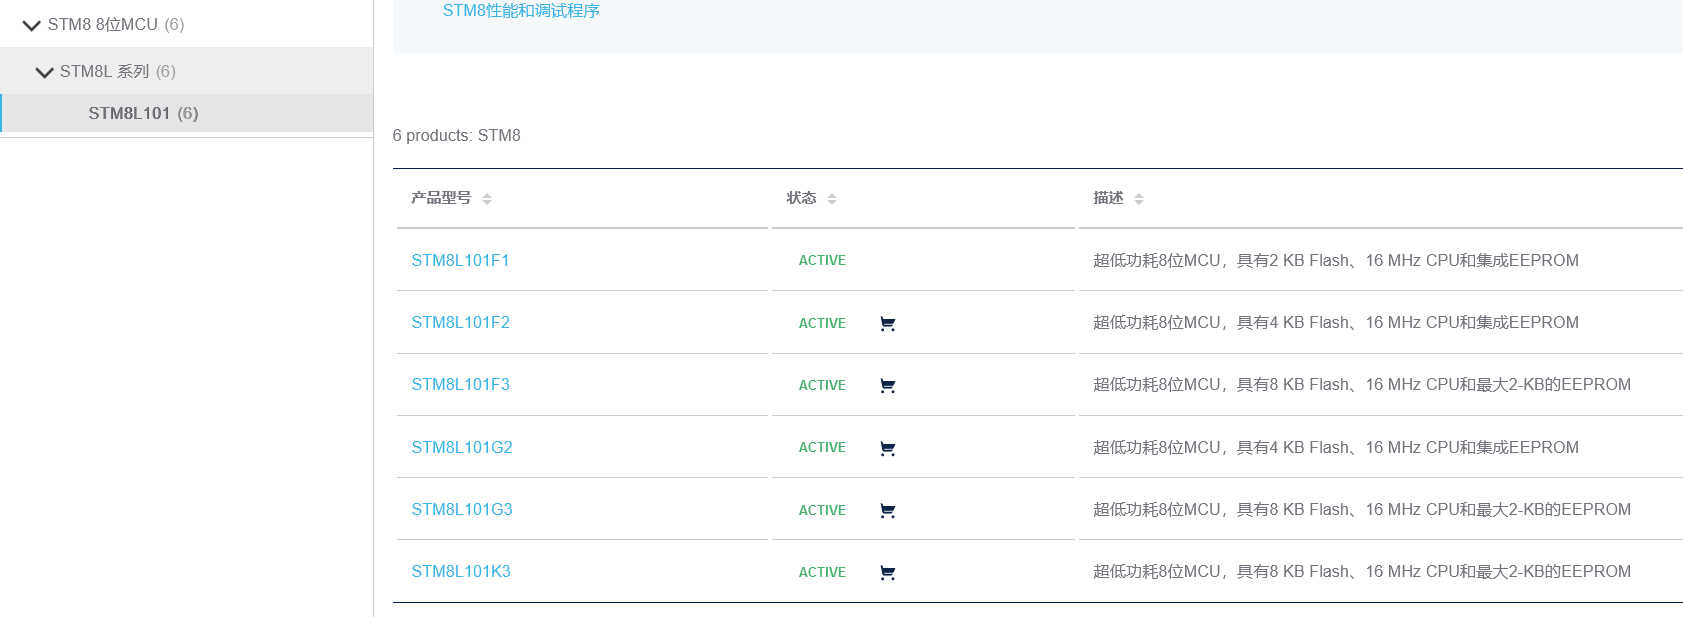 STM8 8位MCU (6)
STM8L 系列 (6)
STM8L101 (6)
STM8性能和调试程序
6 products: STM8
产品型号 状态 描述
STM8L101F1 ACTIVE 超低功耗8位MCU，具有2 KB Flash、16 MHz CPU和集成EEPROM
STM8L101F2 ACTIVE 超低功耗8位MCU，具有4 KB Flash、16 MHz CPU和集成EEPROM
STM8L101F3 ACTIVE 超低功耗8位MCU，具有8 KB Flash、16 MHz CPU和最大2-KB的EEPROM
STM8L101G2 ACTIVE 超低功耗8位MCU，具有4 KB Flash、16 MHz CPU和集成EEPROM
STM8L101G3 ACTIVE 超低功耗8位MCU，具有8 KB Flash、16 MHz CPU和最大2-KB的EEPROM
STM8L101K3 ACTIVE 超低功耗8位MCU，具有8 KB Flash、16 MHz CPU和最大2-KB的EEPROM